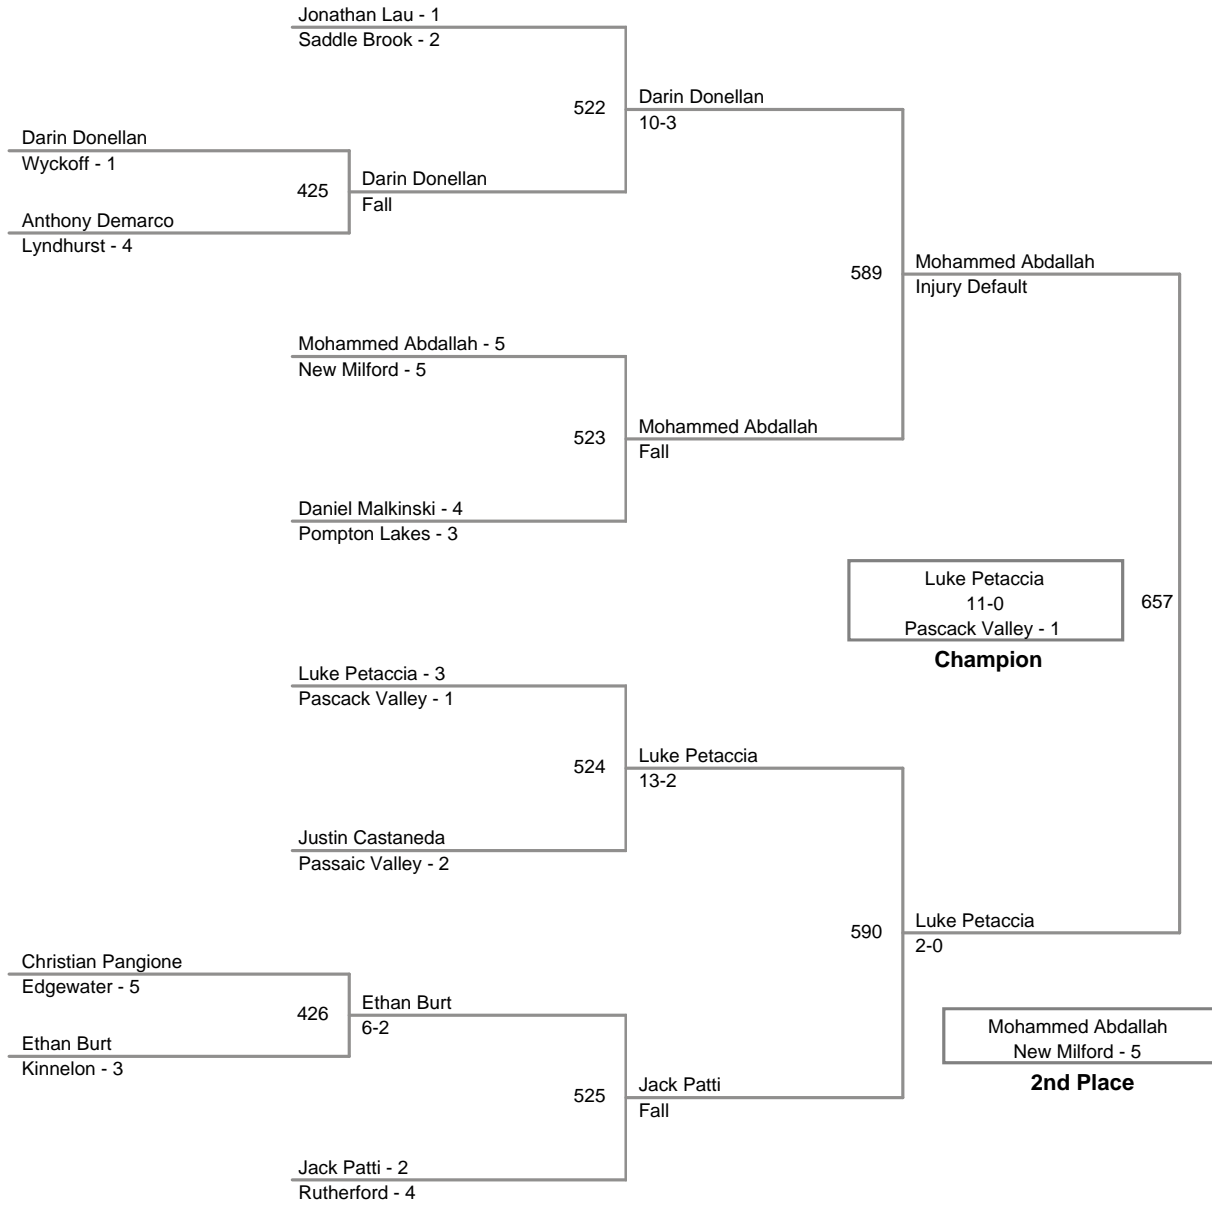 Jonathan Lau - 1
Saddle Brook - 2
522
Darin Donellan
10-3
Darin Donellan
Wyckoff - 1
425
Darin Donellan
Fall
Anthony Demarco
Lyndhurst - 4
589
Mohammed Abdallah
Injury Default
Mohammed Abdallah - 5
New Milford - 5
523
Mohammed Abdallah
Fall
Daniel Malkinski - 4
Pompton Lakes - 3
Luke Petaccia
11-0
Pascack Valley - 1
657
Champion
Luke Petaccia - 3
Pascack Valley - 1
524
Luke Petaccia
13-2
Justin Castaneda
Passaic Valley - 2
590
Luke Petaccia
2-0
Christian Pangione
Edgewater - 5
426
Ethan Burt
6-2
Ethan Burt
Kinnelon - 3
Mohammed Abdallah
New Milford - 5
2nd Place
525
Jack Patti
Fall
Jack Patti - 2
Rutherford - 4